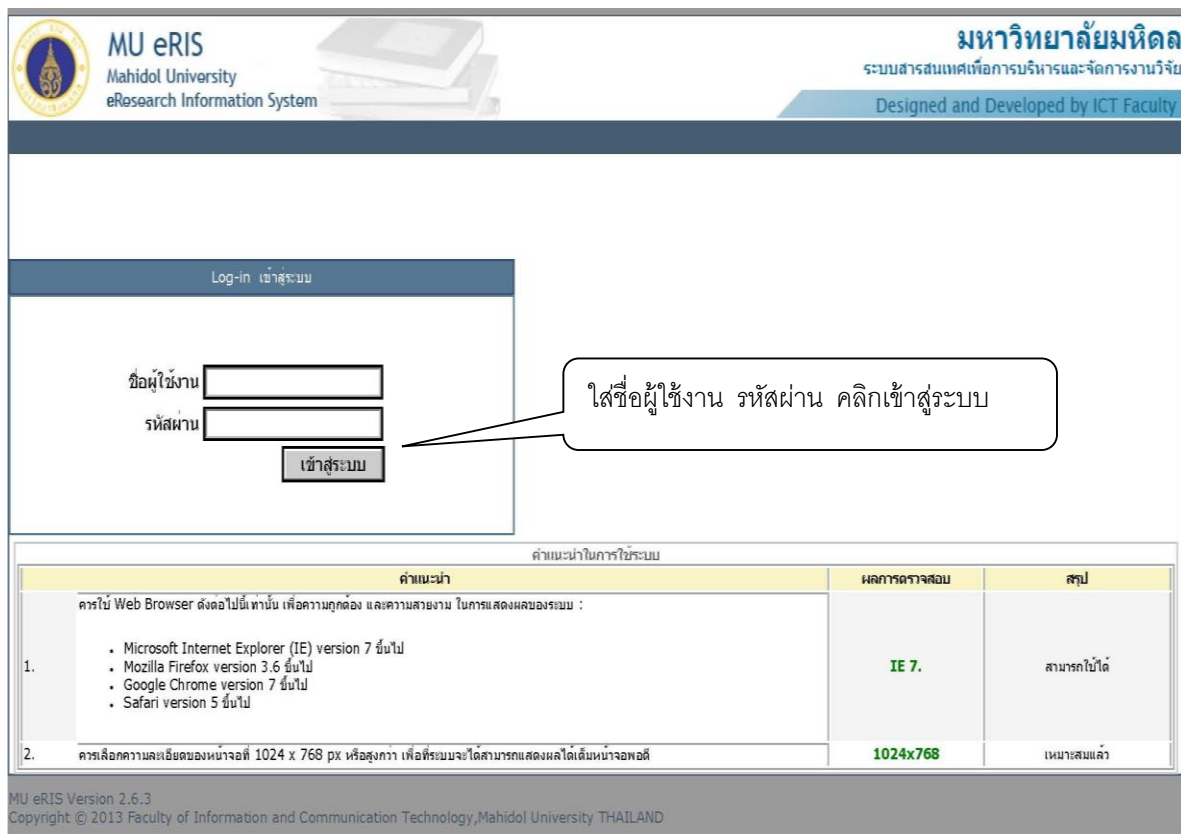 MU eRIS
Mahidol University
eResearch Information System
มหาวิทยาลัยมหิดล
ระบบสารสนเทศเพื่อการบริหารและจัดการงานวิจัย
Designed and Developed by ICT Faculty
Log-in เข้าสู่ระบบ
ชื่อผู้ใช้งาน
รหัสผ่าน
เข้าสู่ระบบ
ใส่ชื่อผู้ใช้งาน รหัสผ่าน คลิกเข้าสู่ระบบ
คำแนะนำในการใช้ระบบ
คำแนะนำ ผลการตรวจสอบ สรุป
1.
ควรใช้ Web Browser ดังต่อไปนี้เท่านั้น เพื่อความถูกต้อง และความสวยงาม ในการแสดงผลของระบบ :
• Microsoft Internet Explorer (IE) version 7 ขึ้นไป
• Mozilla Firefox version 3.6 ขึ้นไป
• Google Chrome version 7 ขึ้นไป
• Safari version 5 ขึ้นไป
IE 7. สามารถใช้ได้
2. ควรเลือกความละเอียดของหน้าจอที่ 1024 x 768 px หรือสูงกว่า เพื่อที่ระบบจะได้สามารถแสดงผลได้เต็มหน้าจอพอดี 1024x768 เหมาะสมแล้ว
MU eRIS Version 2.6.3
Copyright © 2013 Faculty of Information and Communication Technology,Mahidol University THAILAND